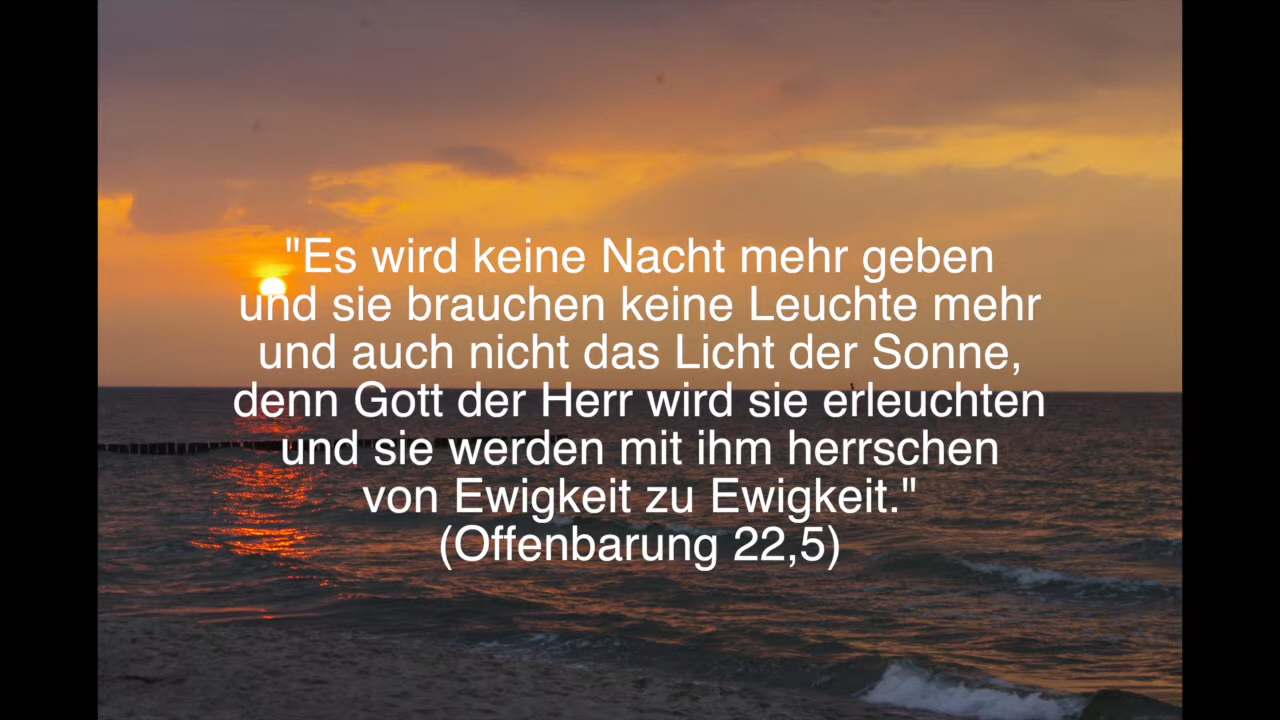 "Es wird keine Nacht mehr geben
und sie brauchen keine Leuchte mehr
und auch nicht das Licht der Sonne,
denn Gott der Herr wird sie erleuchten
und sie werden mit ihm herrschen
von Ewigkeit zu Ewigkeit."
(Offenbarung 22,5)